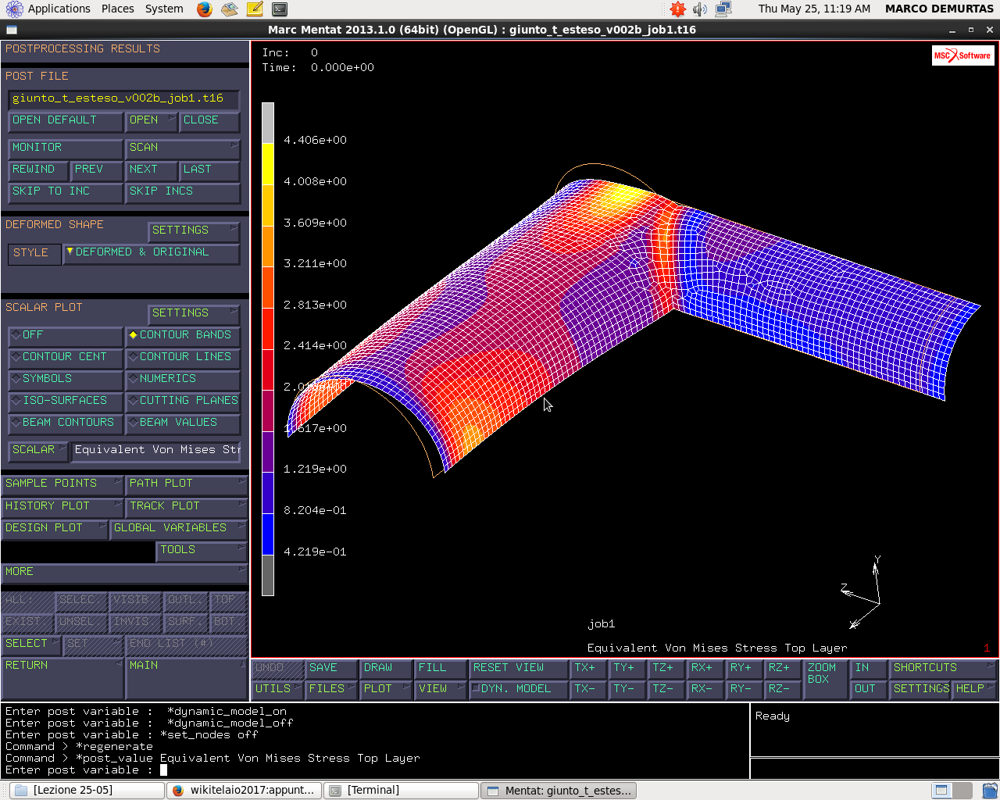 Applications Places System Thu May 25, 11:19 AM MARCO DEMURTAS
Marc Mentat 2013.1.0 (64bit) (OpenGL) : giunto_t_esteso_v002b_job1.t16
POSTPROCESSING RESULTS
POST FILE
giunto_t_esteso_v002b_job1.t16
OPEN DEFAULT OPEN CLOSE
MONITOR SCAN
REWIND PREV NEXT LAST
SKIP TO INC SKIP INCS
DEFORMED SHAPE
SETTINGS
STYLE DEFORMED & ORIGINAL
SCALAR PLOT
SETTINGS
OFF CONTOUR BANDS
CONTOUR CENT CONTOUR LINES
SYMBOLS NUMERICS
ISO-SURFACES CUTTING PLANES
BEAM CONTOURS BEAM VALUES
SCALAR Equivalent Von Mises Str
SAMPLE POINTS PATH PLOT
HISTORY PLOT TRACK PLOT
DESIGN PLOT GLOBAL VARIABLES
TOOLS
MORE
ALL: SELEC. VISIB. OUTL. TOP
EXIST. UNSEL. INVIS. SURF. BOT.
SELECT SET END LIST (#)
RETURN MAIN
Inc: 0
Time: 0.000e+00
MSC Software
4.406e+00
4.008e+00
3.609e+00
3.211e+00
2.813e+00
2.414e+00
1.617e+00
1.219e+00
8.204e-01
4.219e-01
Y
Z
X
job1
Equivalent Von Mises Stress Top Layer
1
UNDO SAVE DRAW FILL RESET VIEW TX+ TY+ TZ+ RX+ RY+ RZ+ ZOOM BOX IN SHORTCUTS
UTILS FILES PLOT VIEW DYN. MODEL TX- TY- TZ- RX- RY- RZ- OUT SETTINGS HELP
Enter post variable : *dynamic_model_on
Enter post variable : *dynamic_model_off
Enter post variable : *set_nodes off
Command > *regenerate
Command > *post_value Equivalent Von Mises Stress Top Layer
Enter post variable :
Ready
[Lezione 25-05] wikitelaio2017:appunt... [Terminal] Mentat: giunto_t_estes...